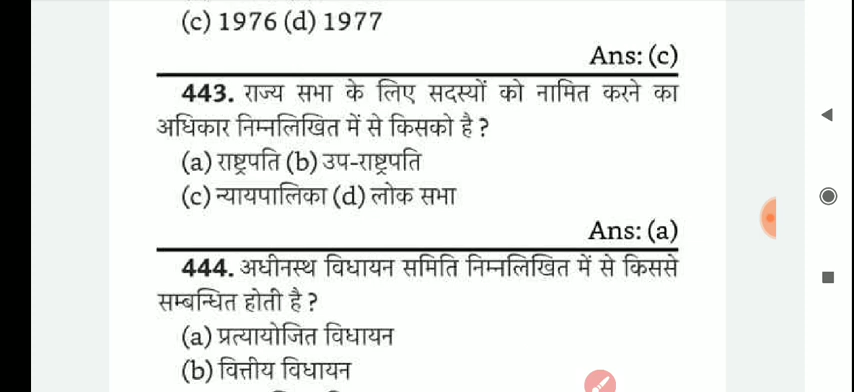 (c) 1976 (d) 1977
Ans: (c)
443. राज्य सभा के लिए सदस्यों को नामित करने का
अधिकार निम्नलिखित में से किसको है ?
(a) राष्ट्रपति (b) उप-राष्ट्रपति
(c) न्यायपालिका (d) लोक सभा
Ans: (a)
444. अधीनस्थ विधायन समिति निम्नलिखित में से किससे
सम्बन्धित होती है ?
(a) प्रत्यायोजित विधायन
(b) वित्तीय विधायन